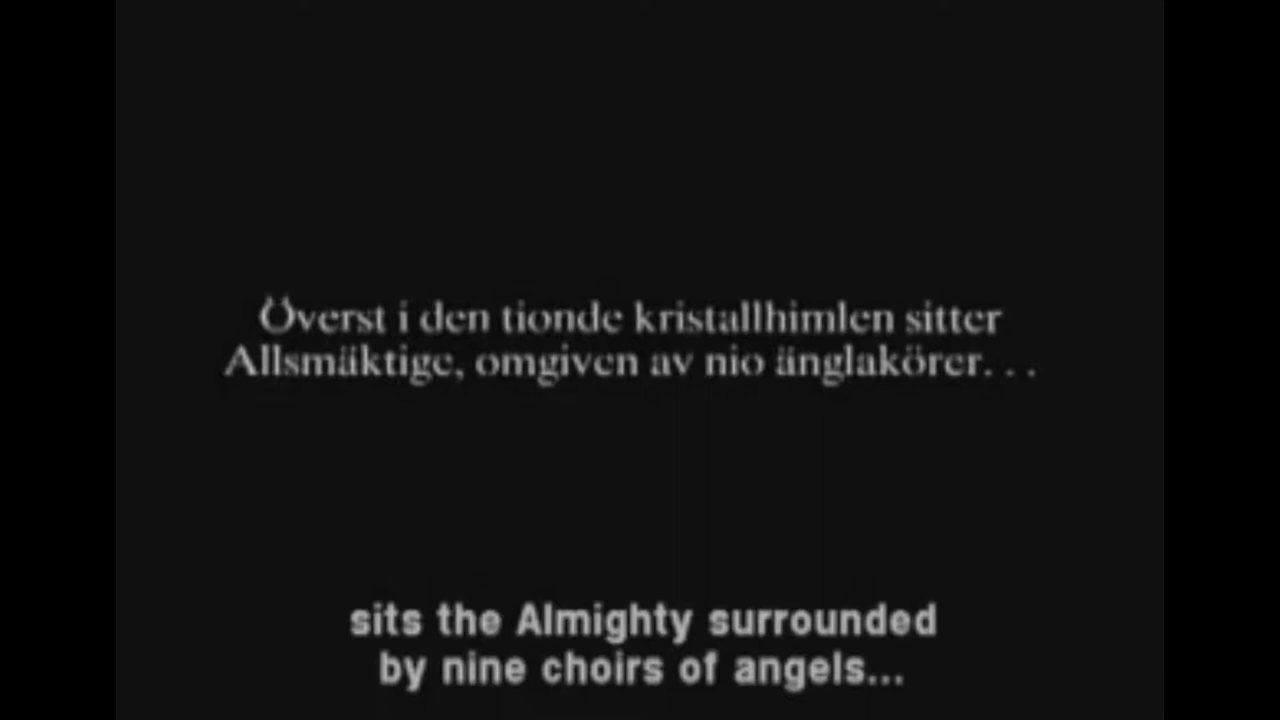 Överst i den tionde kristallhimlen sitter
Allsmäktige, omgiven av nio änglakörer. . .
sits the Almighty surrounded
by nine choirs of angels...